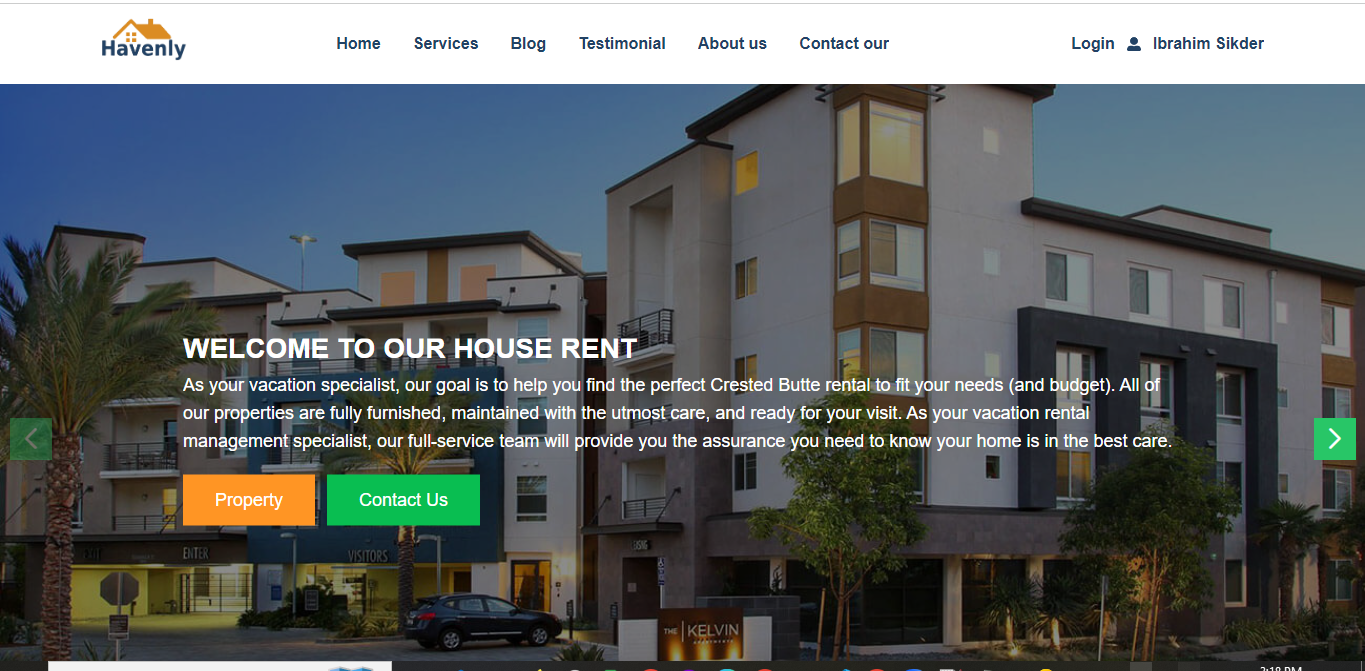 Havenly
Home Services Blog Testimonial About us Contact our Login Ibrahim Sikder
WELCOME TO OUR HOUSE RENT
As your vacation specialist, our goal is to help you find the perfect Crested Butte rental to fit your needs (and budget). All of
our properties are fully furnished, maintained with the utmost care, and ready for your visit. As your vacation rental
management specialist, our full-service team will provide you the assurance you need to know your home is in the best care.
Property Contact Us
EXIT ENTER VISITORS
THE KELVIN
APARTMENTS